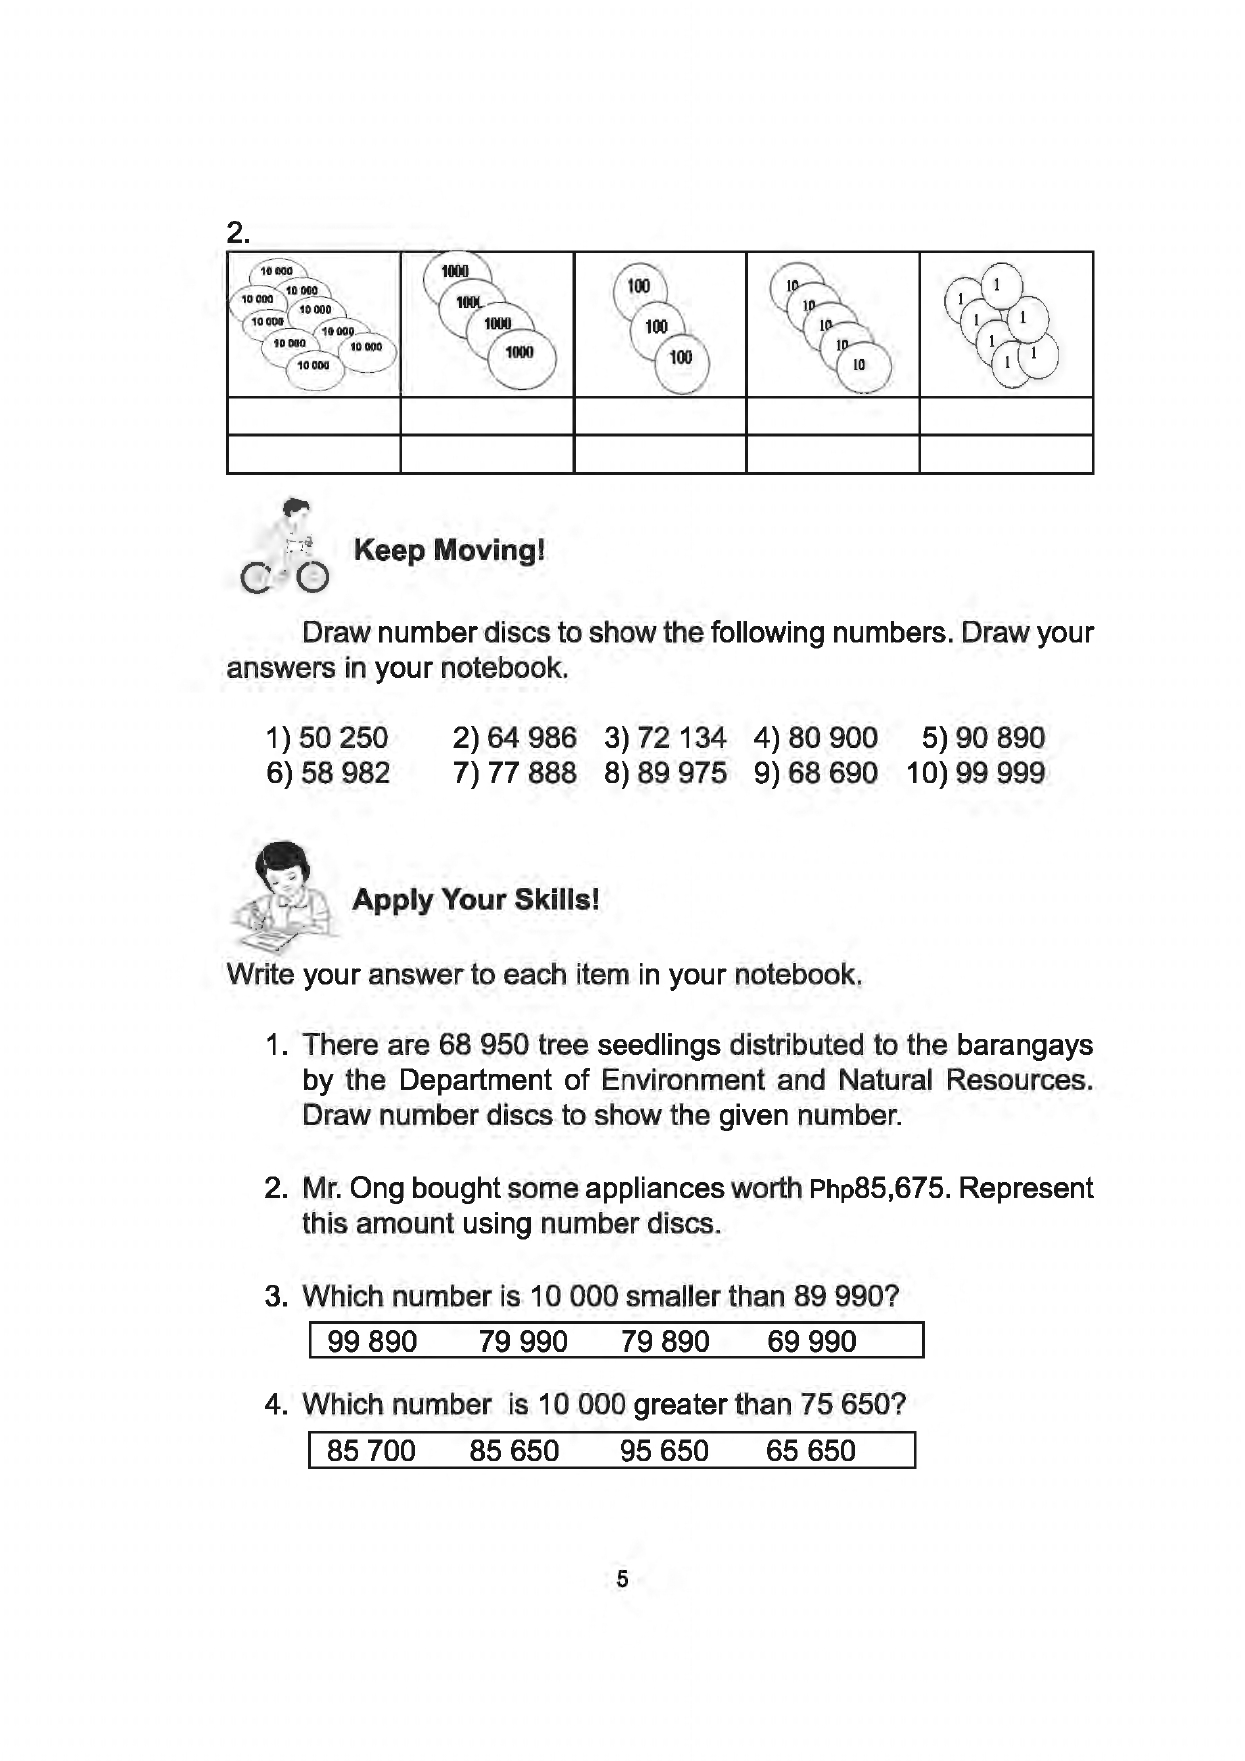 2.
10 000 1000 100 10 1 1
10 000 10 000 1000 100 10 1 1
10 000 10 000 1000 100 10 1 1
10 000 10 000 1000 10 1
10 000 10 000 10
10 000
Keep Moving!
Draw number discs to show the following numbers. Draw your
answers in your notebook.
1) 50 250 2) 64 986 3) 72 134 4) 80 900 5) 90 890
6) 58 982 7) 77 888 8) 89 975 9) 68 690 10) 99 999
Apply Your Skills!
Write your answer to each item in your notebook.
1. There are 68 950 tree seedlings distributed to the barangays
by the Department of Environment and Natural Resources.
Draw number discs to show the given number.
2. Mr. Ong bought some appliances worth Php85,675. Represent
this amount using number discs.
3. Which number is 10 000 smaller than 89 990?
99 890 79 990 79 890 69 990
4. Which number is 10 000 greater than 75 650?
85 700 85 650 95 650 65 650
5